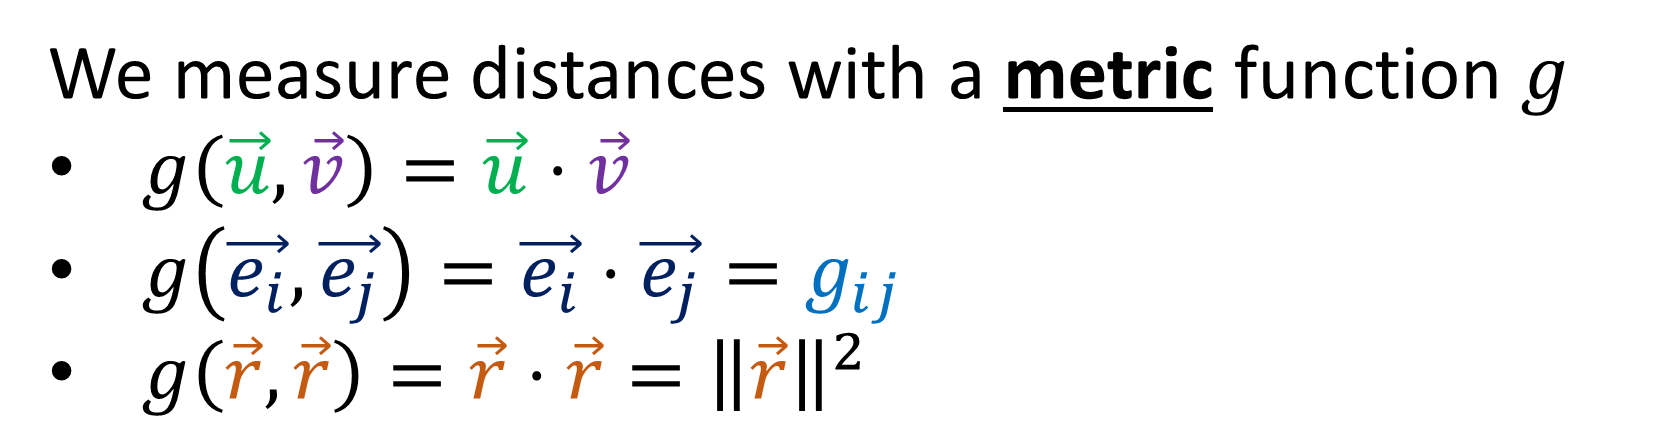 We measure distances with a metric function g
• g(u⃗, v⃗) = u⃗ · v⃗
• g(e⃗ᵢ, e⃗ⱼ) = e⃗ᵢ · e⃗ⱼ = gᵢⱼ
• g(r⃗, r⃗) = r⃗ · r⃗ = ‖r⃗‖²